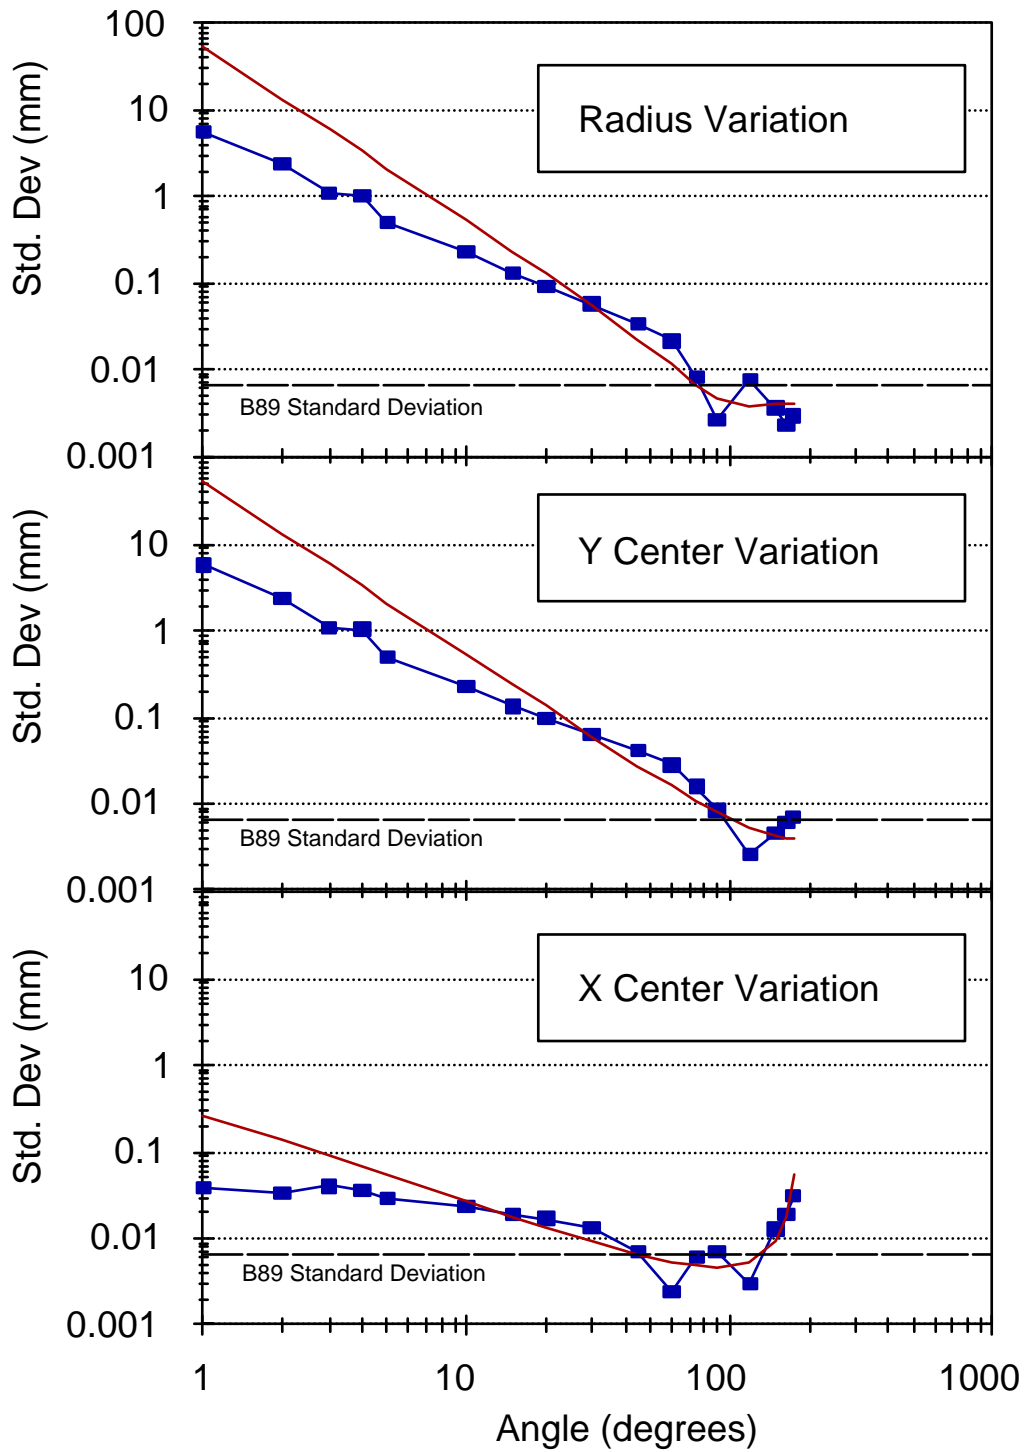 100
10
1
0.1
0.01
0.001
Std. Dev (mm)
Radius Variation
B89 Standard Deviation
10
1
0.1
0.01
0.001
Std. Dev (mm)
Y Center Variation
B89 Standard Deviation
10
1
0.1
0.01
0.001
Std. Dev (mm)
X Center Variation
B89 Standard Deviation
1 10 100 1000
Angle (degrees)